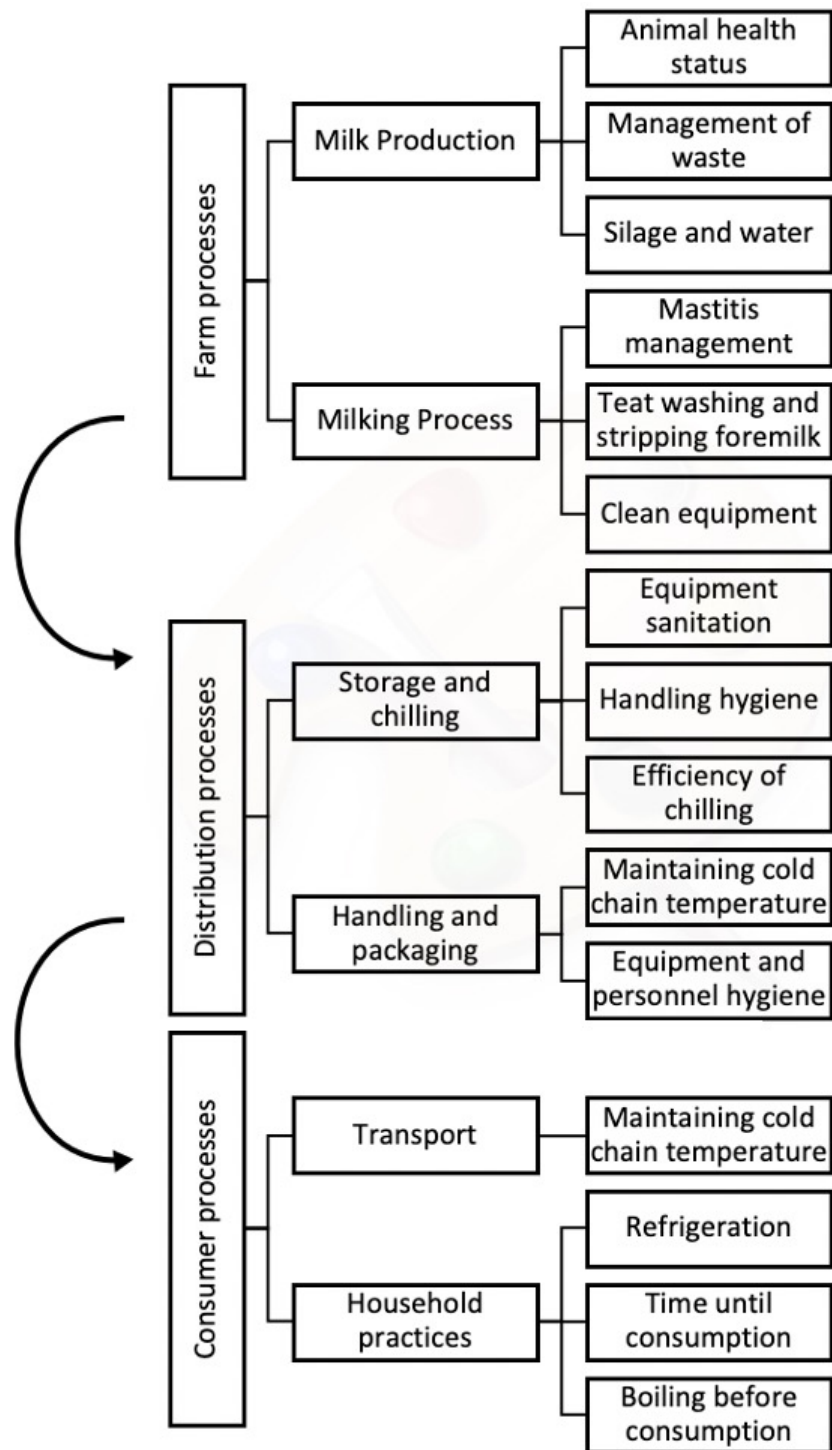 Farm processes
Milk Production
Animal health
status
Management of
waste
Silage and water
Milking Process
Mastitis
management
Teat washing and
stripping foremilk
Clean equipment
Distribution processes
Storage and
chilling
Equipment
sanitation
Handling hygiene
Efficiency of
chilling
Handling and
packaging
Maintaining cold
chain temperature
Equipment and
personnel hygiene
Consumer processes
Transport
Maintaining cold
chain temperature
Household
practices
Refrigeration
Time until
consumption
Boiling before
consumption